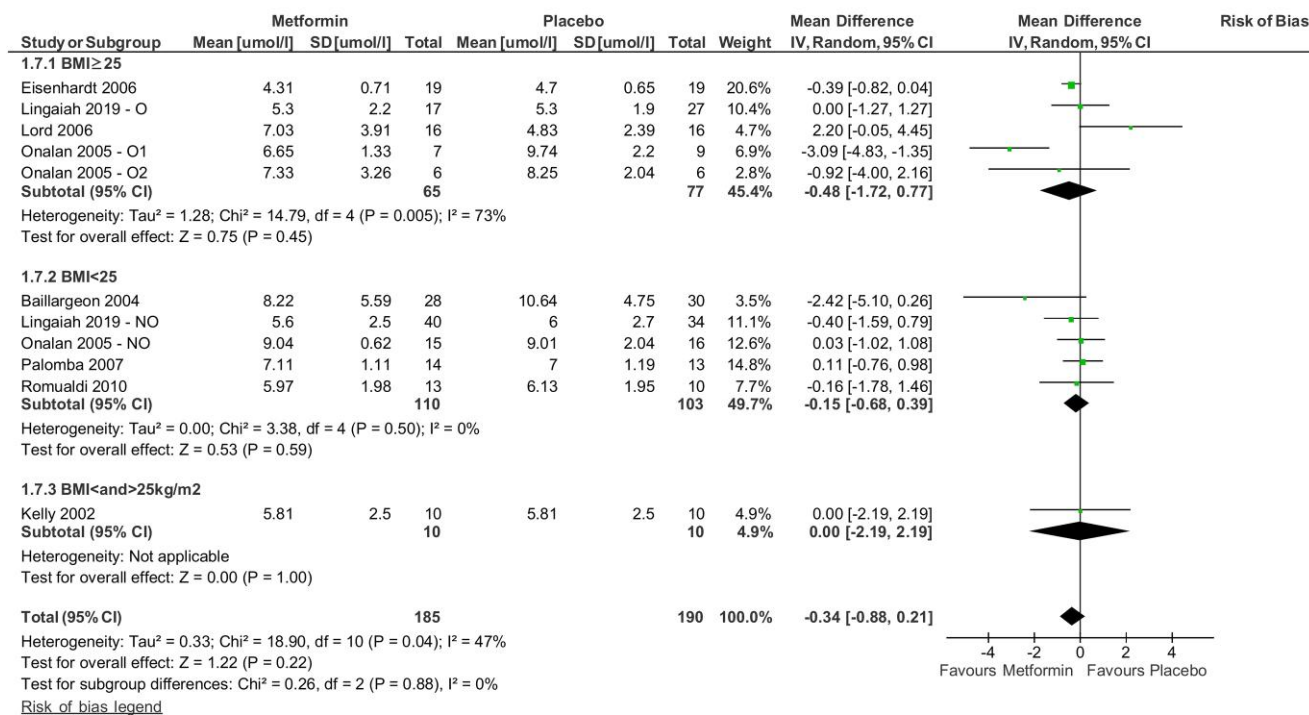 Metformin Placebo Mean Difference Mean Difference Risk of Bias
Study or Subgroup Mean [umol/l] SD [umol/l] Total Mean [umol/l] SD [umol/l] Total Weight IV, Random, 95% CI IV, Random, 95% CI
1.7.1 BMI≥25
Eisenhardt 2006 4.31 0.71 19 4.7 0.65 19 20.6% -0.39 [-0.82, 0.04]
Lingaiah 2019 - O 5.3 2.2 17 5.3 1.9 27 10.4% 0.00 [-1.27, 1.27]
Lord 2006 7.03 3.91 16 4.83 2.39 16 4.7% 2.20 [-0.05, 4.45]
Onalan 2005 - O1 6.65 1.33 7 9.74 2.2 9 6.9% -3.09 [-4.83, -1.35]
Onalan 2005 - O2 7.33 3.26 6 8.25 2.04 6 2.8% -0.92 [-4.00, 2.16]
Subtotal (95% CI) 65 77 45.4% -0.48 [-1.72, 0.77]
Heterogeneity: Tau² = 1.28; Chi² = 14.79, df = 4 (P = 0.005); I² = 73%
Test for overall effect: Z = 0.75 (P = 0.45)
1.7.2 BMI<25
Baillargeon 2004 8.22 5.59 28 10.64 4.75 30 3.5% -2.42 [-5.10, 0.26]
Lingaiah 2019 - NO 5.6 2.5 40 6 2.7 34 11.1% -0.40 [-1.59, 0.79]
Onalan 2005 - NO 9.04 0.62 15 9.01 2.04 16 12.6% 0.03 [-1.02, 1.08]
Palomba 2007 7.11 1.11 14 7 1.19 13 14.8% 0.11 [-0.76, 0.98]
Romualdi 2010 5.97 1.98 13 6.13 1.95 10 7.7% -0.16 [-1.78, 1.46]
Subtotal (95% CI) 110 103 49.7% -0.15 [-0.68, 0.39]
Heterogeneity: Tau² = 0.00; Chi² = 3.38, df = 4 (P = 0.50); I² = 0%
Test for overall effect: Z = 0.53 (P = 0.59)
1.7.3 BMI<and>25kg/m2
Kelly 2002 5.81 2.5 10 5.81 2.5 10 4.9% 0.00 [-2.19, 2.19]
Subtotal (95% CI) 10 10 4.9% 0.00 [-2.19, 2.19]
Heterogeneity: Not applicable
Test for overall effect: Z = 0.00 (P = 1.00)
Total (95% CI) 185 190 100.0% -0.34 [-0.88, 0.21]
Heterogeneity: Tau² = 0.33; Chi² = 18.90, df = 10 (P = 0.04); I² = 47%
Test for overall effect: Z = 1.22 (P = 0.22)
Test for subgroup differences: Chi² = 0.26, df = 2 (P = 0.88), I² = 0%
-4 -2 0 2 4
Favours Metformin Favours Placebo
Risk of bias legend